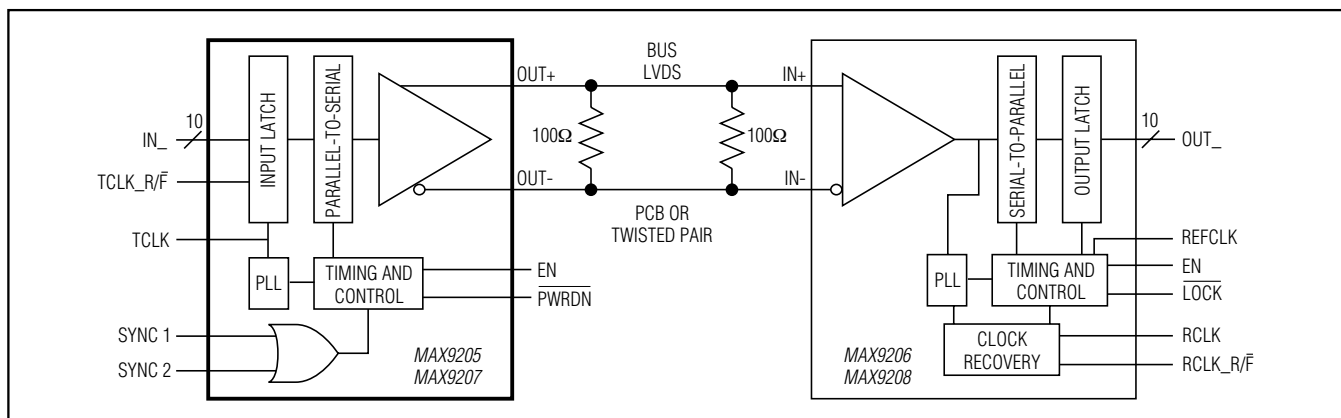 10
IN_
TCLK_R/F̅
TCLK
SYNC 1
SYNC 2
INPUT LATCH
PARALLEL-TO-SERIAL
PLL
TIMING AND
CONTROL
EN
P̅W̅R̅D̅N̅
MAX9205
MAX9207
OUT+
OUT-
BUS
LVDS
100Ω
100Ω
PCB OR
TWISTED PAIR
IN+
IN-
SERIAL-TO-PARALLEL
OUTPUT LATCH
10
OUT_
PLL
TIMING AND
CONTROL
CLOCK
RECOVERY
REFCLK
EN
L̅O̅C̅K̅
RCLK
RCLK_R/F̅
MAX9206
MAX9208